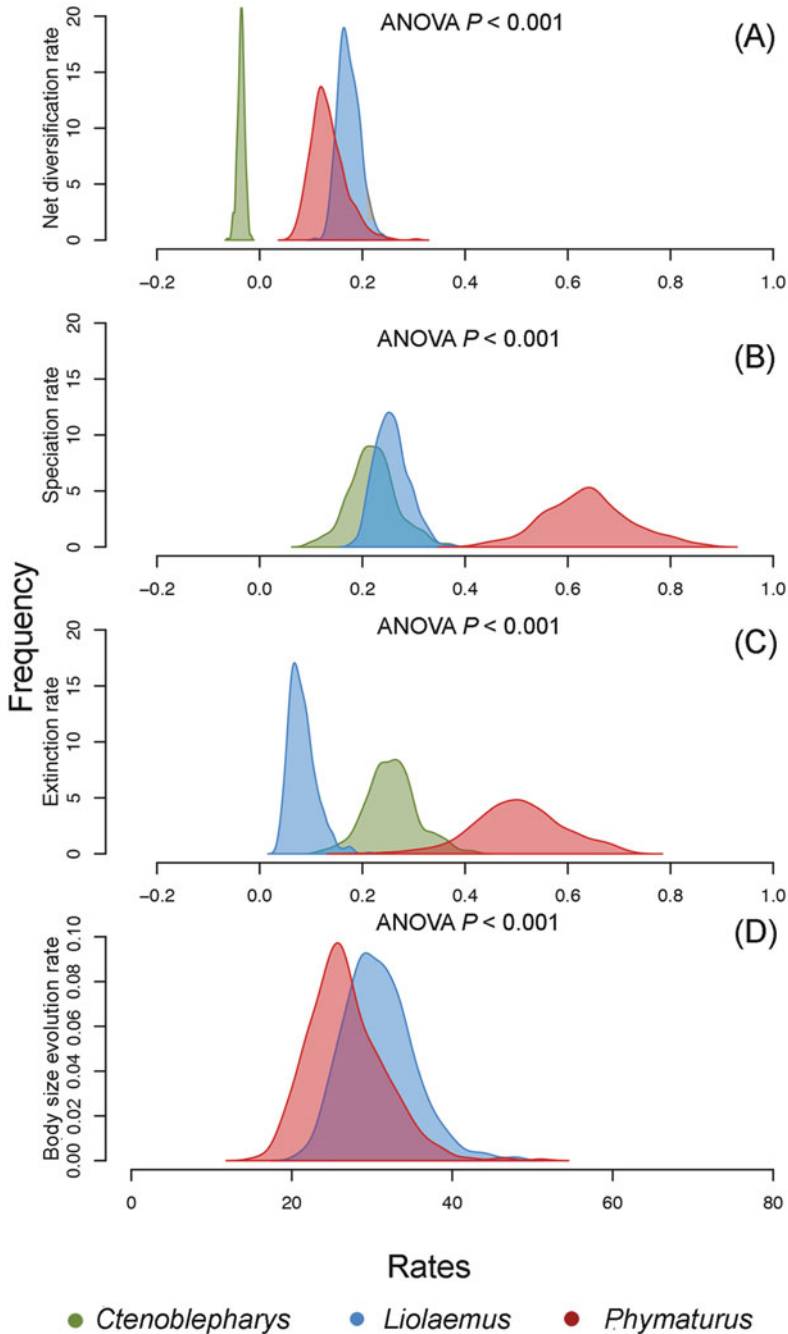 ANOVA P < 0.001
(A)
Net diversification rate
20
15
10
5
0
−0.2 0.0 0.2 0.4 0.6 0.8 1.0
ANOVA P < 0.001
(B)
Speciation rate
20
15
10
5
0
−0.2 0.0 0.2 0.4 0.6 0.8 1.0
Frequency
ANOVA P < 0.001
(C)
Extinction rate
20
15
10
5
0
−0.2 0.0 0.2 0.4 0.6 0.8 1.0
ANOVA P < 0.001
(D)
Body size evolution rate
0.10
0.08
0.06
0.04
0.02
0.00
0 20 40 60 80
Rates
Ctenoblepharys Liolaemus Phymaturus